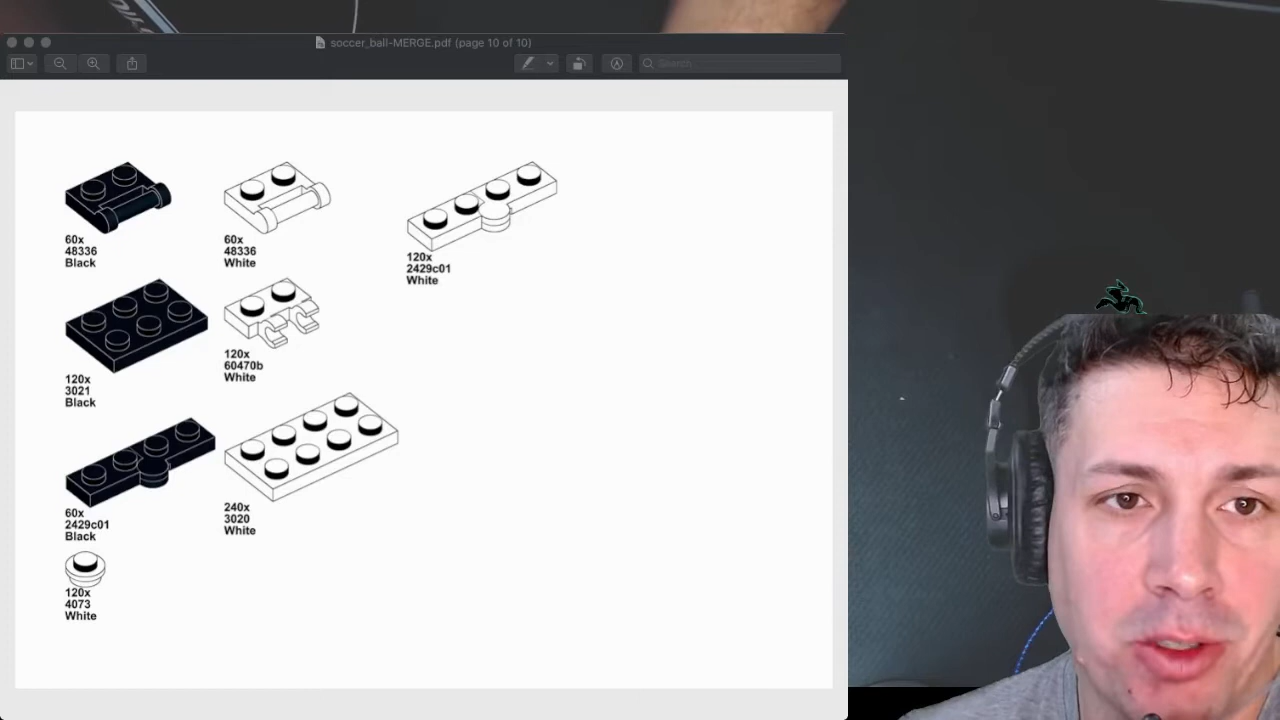 soccer_ball-MERGE.pdf (page 10 of 10)
Search
60x
48336
Black
60x
48336
White
120x
2429c01
White
120x
3021
Black
120x
60470b
White
60x
2429c01
Black
240x
3020
White
120x
4073
White